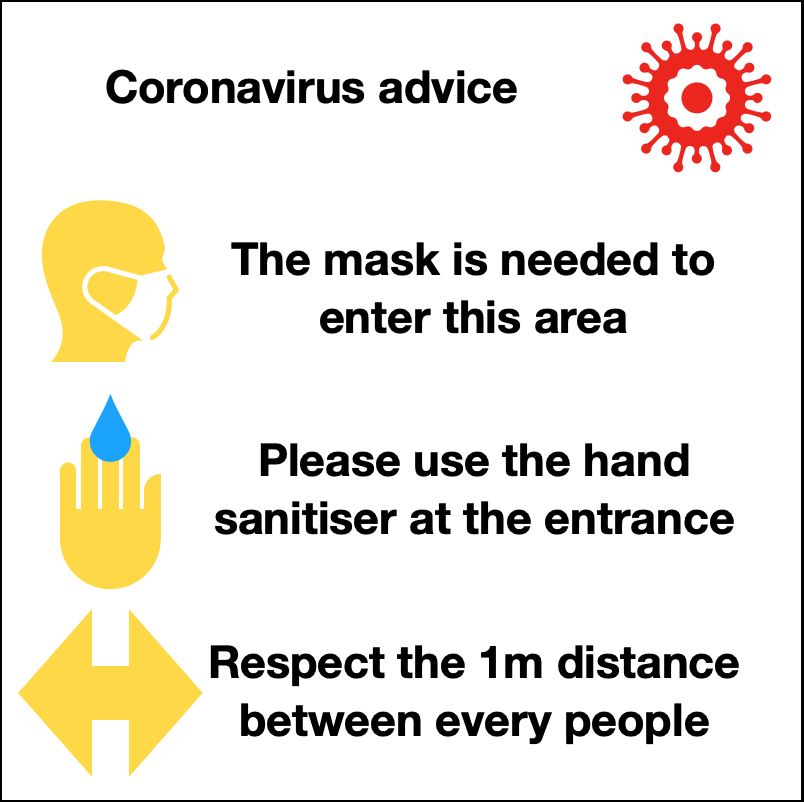 Coronavirus advice
The mask is needed to
enter this area
Please use the hand
sanitiser at the entrance
Respect the 1m distance
between every people